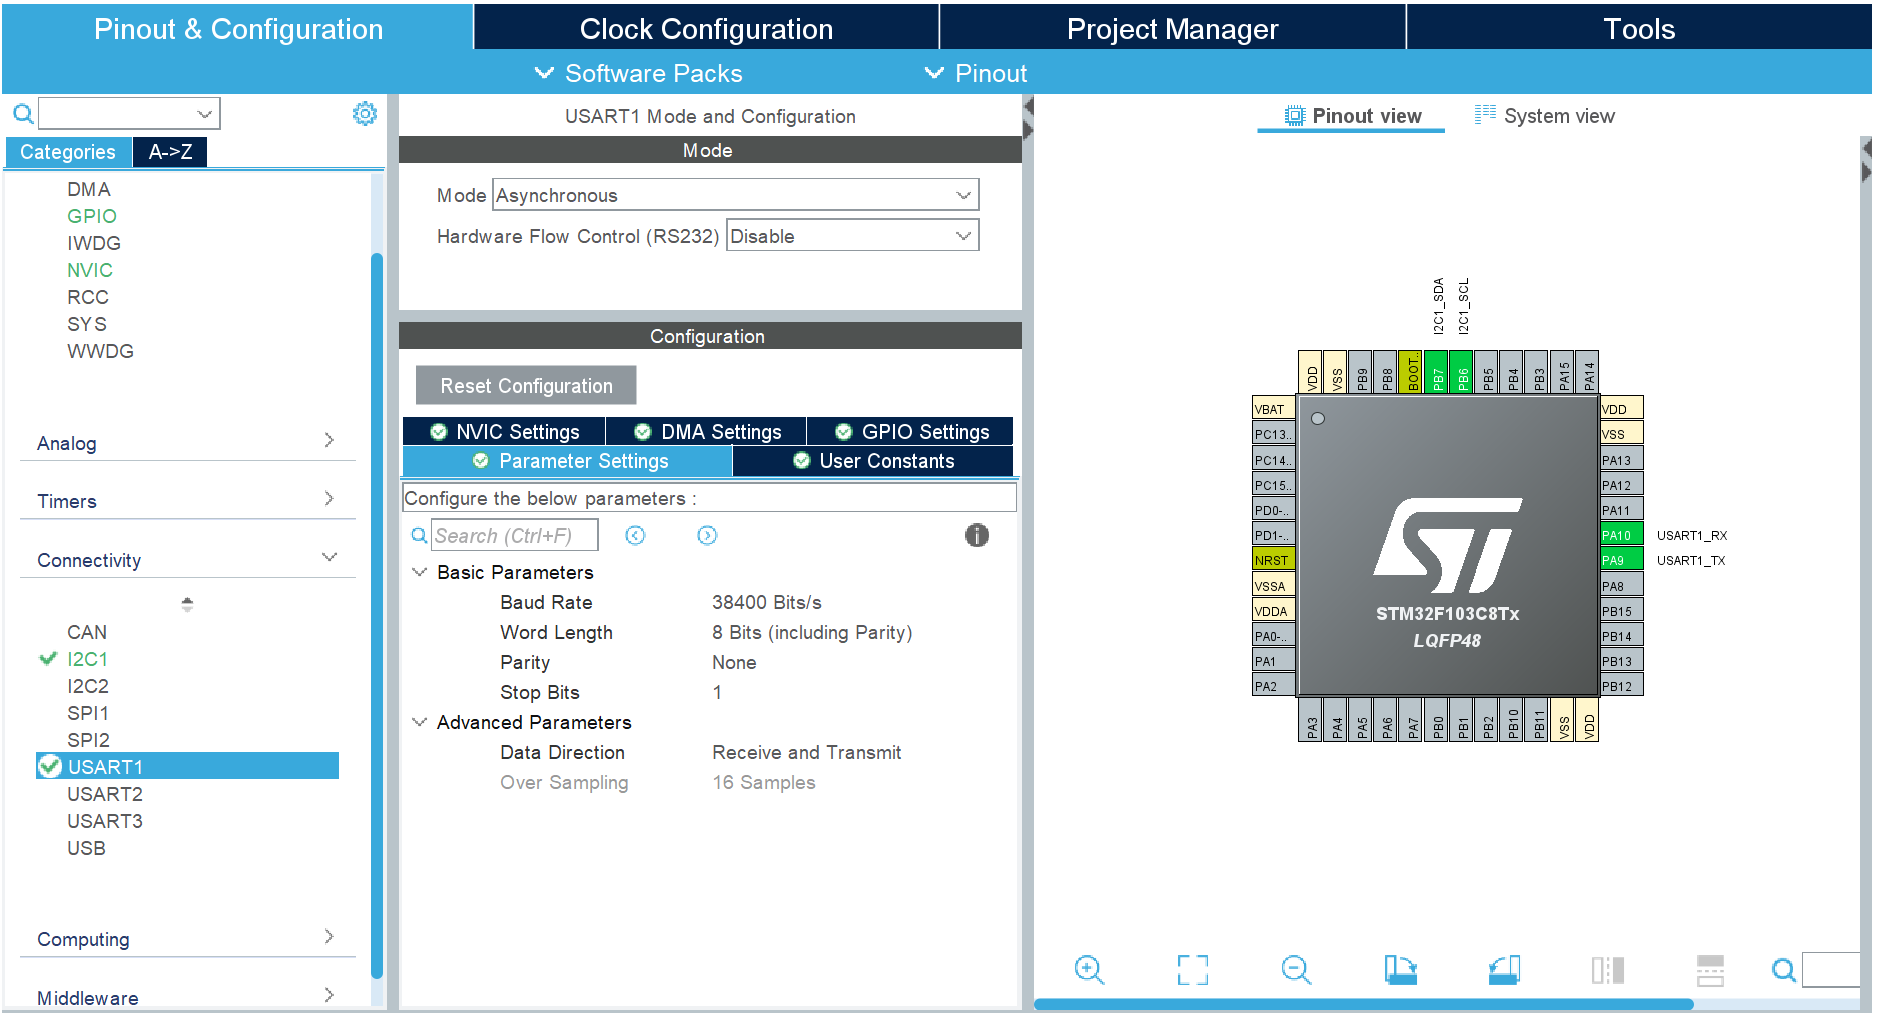 Pinout & Configuration
Clock Configuration
Project Manager
Tools
Software Packs
Pinout
Categories
A->Z
DMA
GPIO
IWDG
NVIC
RCC
SYS
WWDG
Analog
Timers
Connectivity
CAN
I2C1
I2C2
SPI1
SPI2
USART1
USART2
USART3
USB
Computing
Middleware
USART1 Mode and Configuration
Mode
Mode Asynchronous
Hardware Flow Control (RS232) Disable
Configuration
Reset Configuration
NVIC Settings
DMA Settings
GPIO Settings
Parameter Settings
User Constants
Configure the below parameters :
Search (Ctrl+F)
Basic Parameters
Baud Rate 38400 Bits/s
Word Length 8 Bits (including Parity)
Parity None
Stop Bits 1
Advanced Parameters
Data Direction Receive and Transmit
Over Sampling 16 Samples
Pinout view
System view
I2C1_SDA
I2C1_SCL
VDD
VSS
PB9
PB8
BOOT..
PB7
PB6
PB5
PB4
PB3
PA15
PA14
VBAT
PC13..
PC14..
PC15..
PD0-..
PD1-..
NRST
VSSA
VDDA
PA0-..
PA1
PA2
STM32F103C8Tx
LQFP48
VDD
VSS
PA13
PA12
PA11
PA10 USART1_RX
PA9 USART1_TX
PA8
PB15
PB14
PB13
PB12
PA3
PA4
PA5
PA6
PA7
PB0
PB1
PB2
PB10
PB11
VSS
VDD